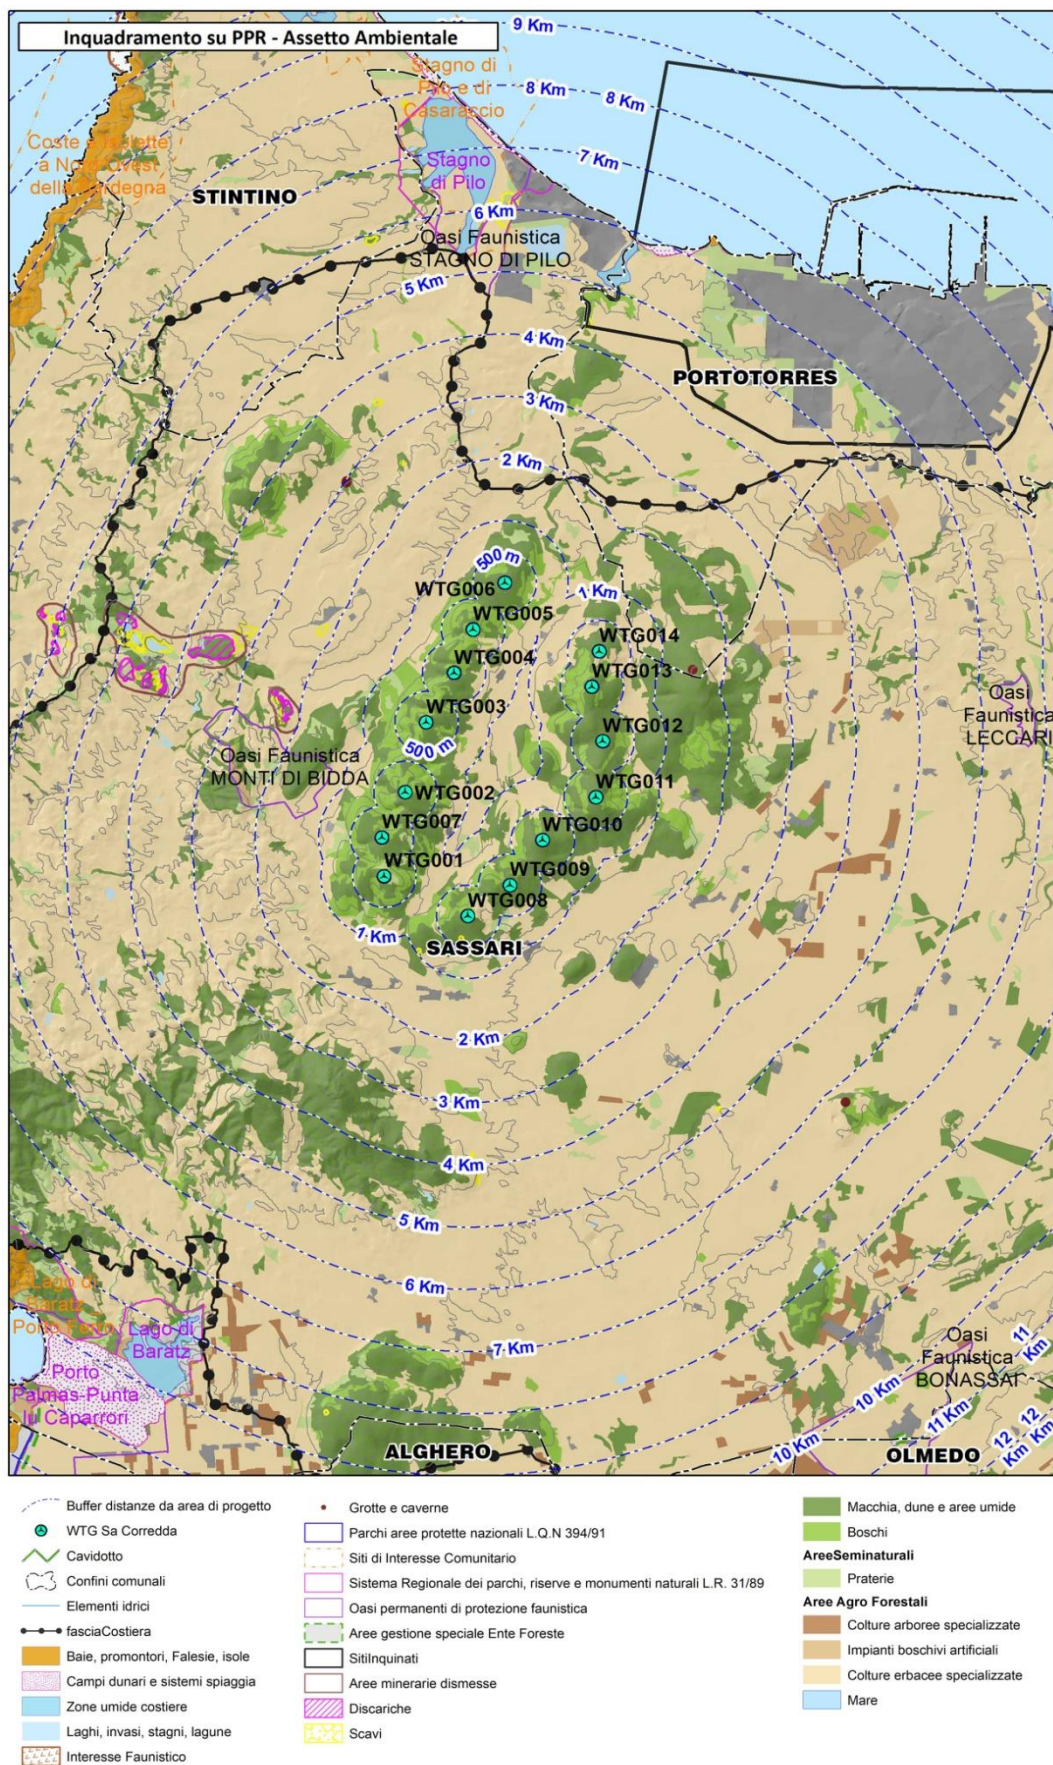 Inquadramento su PPR - Assetto Ambientale
9 Km
8 Km
8 Km
7 Km
Stagno di
Pilo e di
Casaraccio
Stagno
di Pilo
STINTINO
6 Km
Oasi Faunistica
STAGNO DI PILO
5 Km
4 Km
PORTOTORRES
3 Km
2 Km
500 m
WTG006
1 Km
WTG005
WTG014
WTG004
WTG013
WTG003
WTG012
500 m
Oasi
Faunistica
LECCARI
Oasi Faunistica
MONTI DI BIDDA
WTG002
WTG011
WTG007
WTG010
WTG001
WTG009
WTG008
1 Km
SASSARI
2 Km
3 Km
4 Km
5 Km
6 Km
Lago di
Baratz
Lago di
Baratz
7 Km
Porto
Palmas-Punta
lu Caparrori
Oasi
Faunistica
BONASSAI
11
Km
10 Km
11 Km
12
Km
12
Km
10 Km
ALGHERO
OLMEDO
Buffer distanze da area di progetto
WTG Sa Corredda
Cavidotto
Confini comunali
Elementi idrici
fasciaCostiera
Baie, promontori, Falesie, isole
Campi dunari e sistemi spiaggia
Zone umide costiere
Laghi, invasi, stagni, lagune
Interesse Faunistico
Grotte e caverne
Parchi aree protette nazionali L.Q.N 394/91
Siti di Interesse Comunitario
Sistema Regionale dei parchi, riserve e monumenti naturali L.R. 31/89
Oasi permanenti di protezione faunistica
Aree gestione speciale Ente Foreste
SitiInquinati
Aree minerarie dismesse
Discariche
Scavi
Macchia, dune e aree umide
Boschi
AreeSeminaturali
Praterie
Aree Agro Forestali
Colture arboree specializzate
Impianti boschivi artificiali
Colture erbacee specializzate
Mare